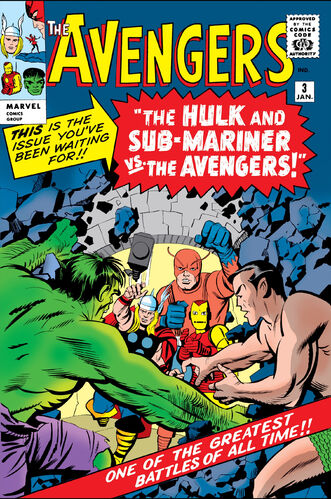 THE AVENGERS
APPROVED
BY THE
COMICS
CODE
AUTHORITY
IND.
3
JAN.
MARVEL
COMICS
GROUP
THIS IS THE
ISSUE YOU'VE
BEEN WAITING
FOR!!
"THE HULK AND
SUB-MARINER
VS. THE AVENGERS!"
ONE OF THE GREATEST
BATTLES OF ALL TIME!!